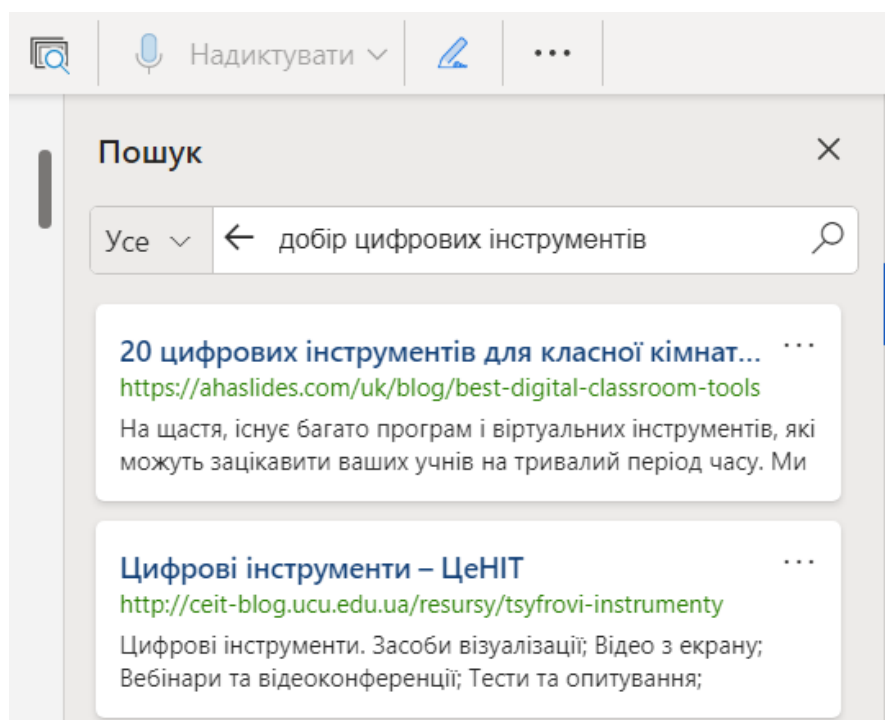 Надиктувати
Пошук
Усе
добір цифрових інструментів
20 цифрових інструментів для класної кімнат...
https://ahaslides.com/uk/blog/best-digital-classroom-tools
На щастя, існує багато програм і віртуальних інструментів, які
можуть зацікавити ваших учнів на тривалий період часу. Ми
Цифрові інструменти – ЦеНІТ
http://ceit-blog.ucu.edu.ua/resursy/tsyfrovi-instrumenty
Цифрові інструменти. Засоби візуалізації; Відео з екрану;
Вебінари та відеоконференції; Тести та опитування;